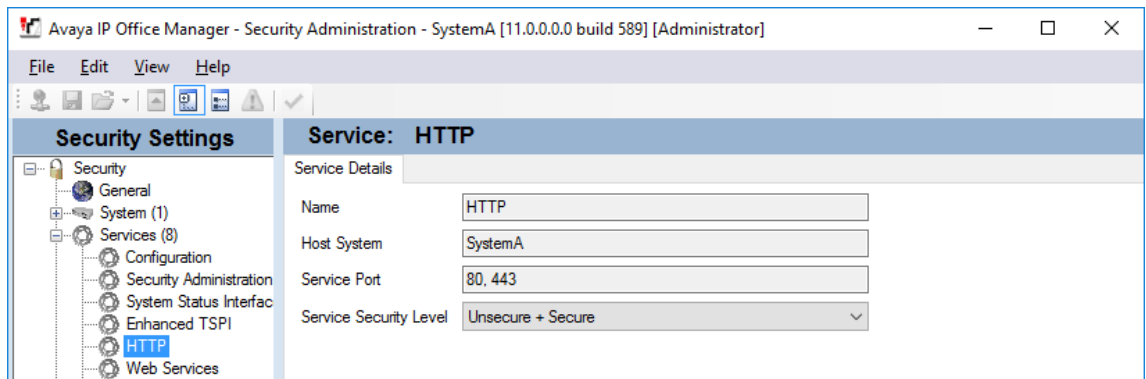 Avaya IP Office Manager - Security Administration - SystemA [11.0.0.0.0 build 589] [Administrator]
File Edit View Help
Security Settings
Service: HTTP
Security
General
System (1)
Services (8)
Configuration
Security Administration
System Status Interfac
Enhanced TSPI
HTTP
Web Services
Service Details
Name HTTP
Host System SystemA
Service Port 80, 443
Service Security Level Unsecure + Secure